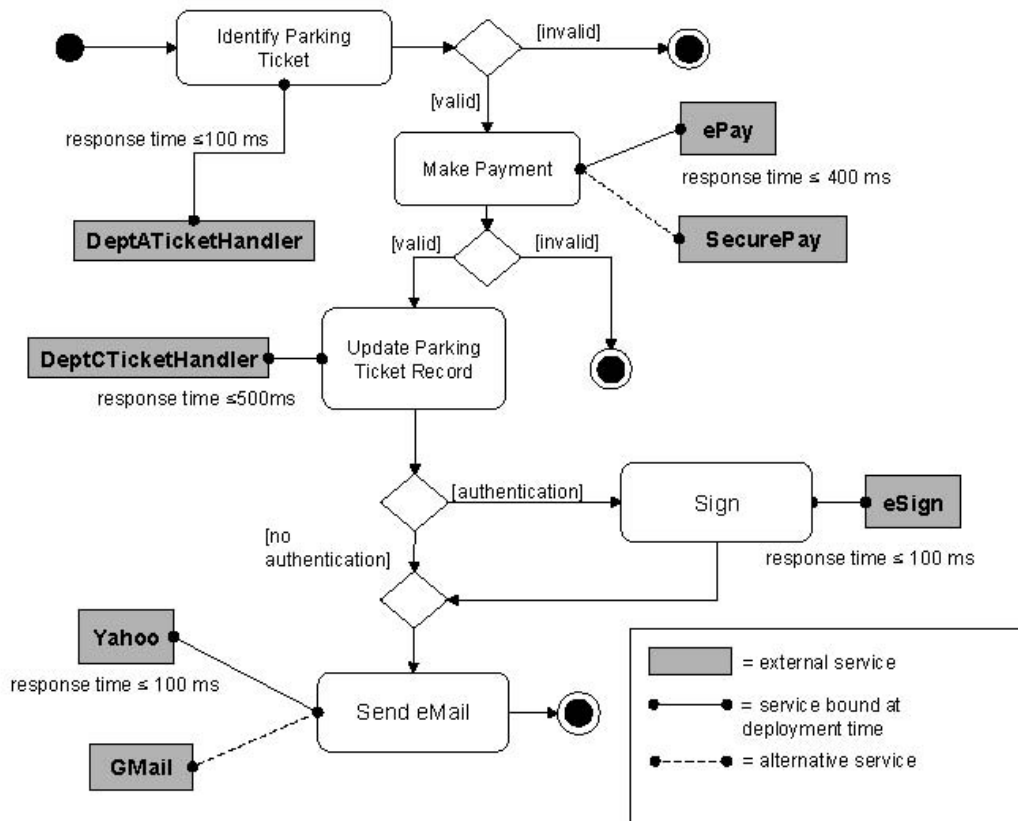 Identify Parking
Ticket
[invalid]
[valid]
response time ≤100 ms
ePay
Make Payment
response time ≤ 400 ms
DeptATicketHandler
SecurePay
[valid]
[invalid]
DeptCTicketHandler
Update Parking
Ticket Record
response time ≤500ms
[authentication]
Sign
eSign
[no
authentication]
response time ≤ 100 ms
Yahoo
response time ≤ 100 ms
Send eMail
GMail
= external service
= service bound at
deployment time
= alternative service